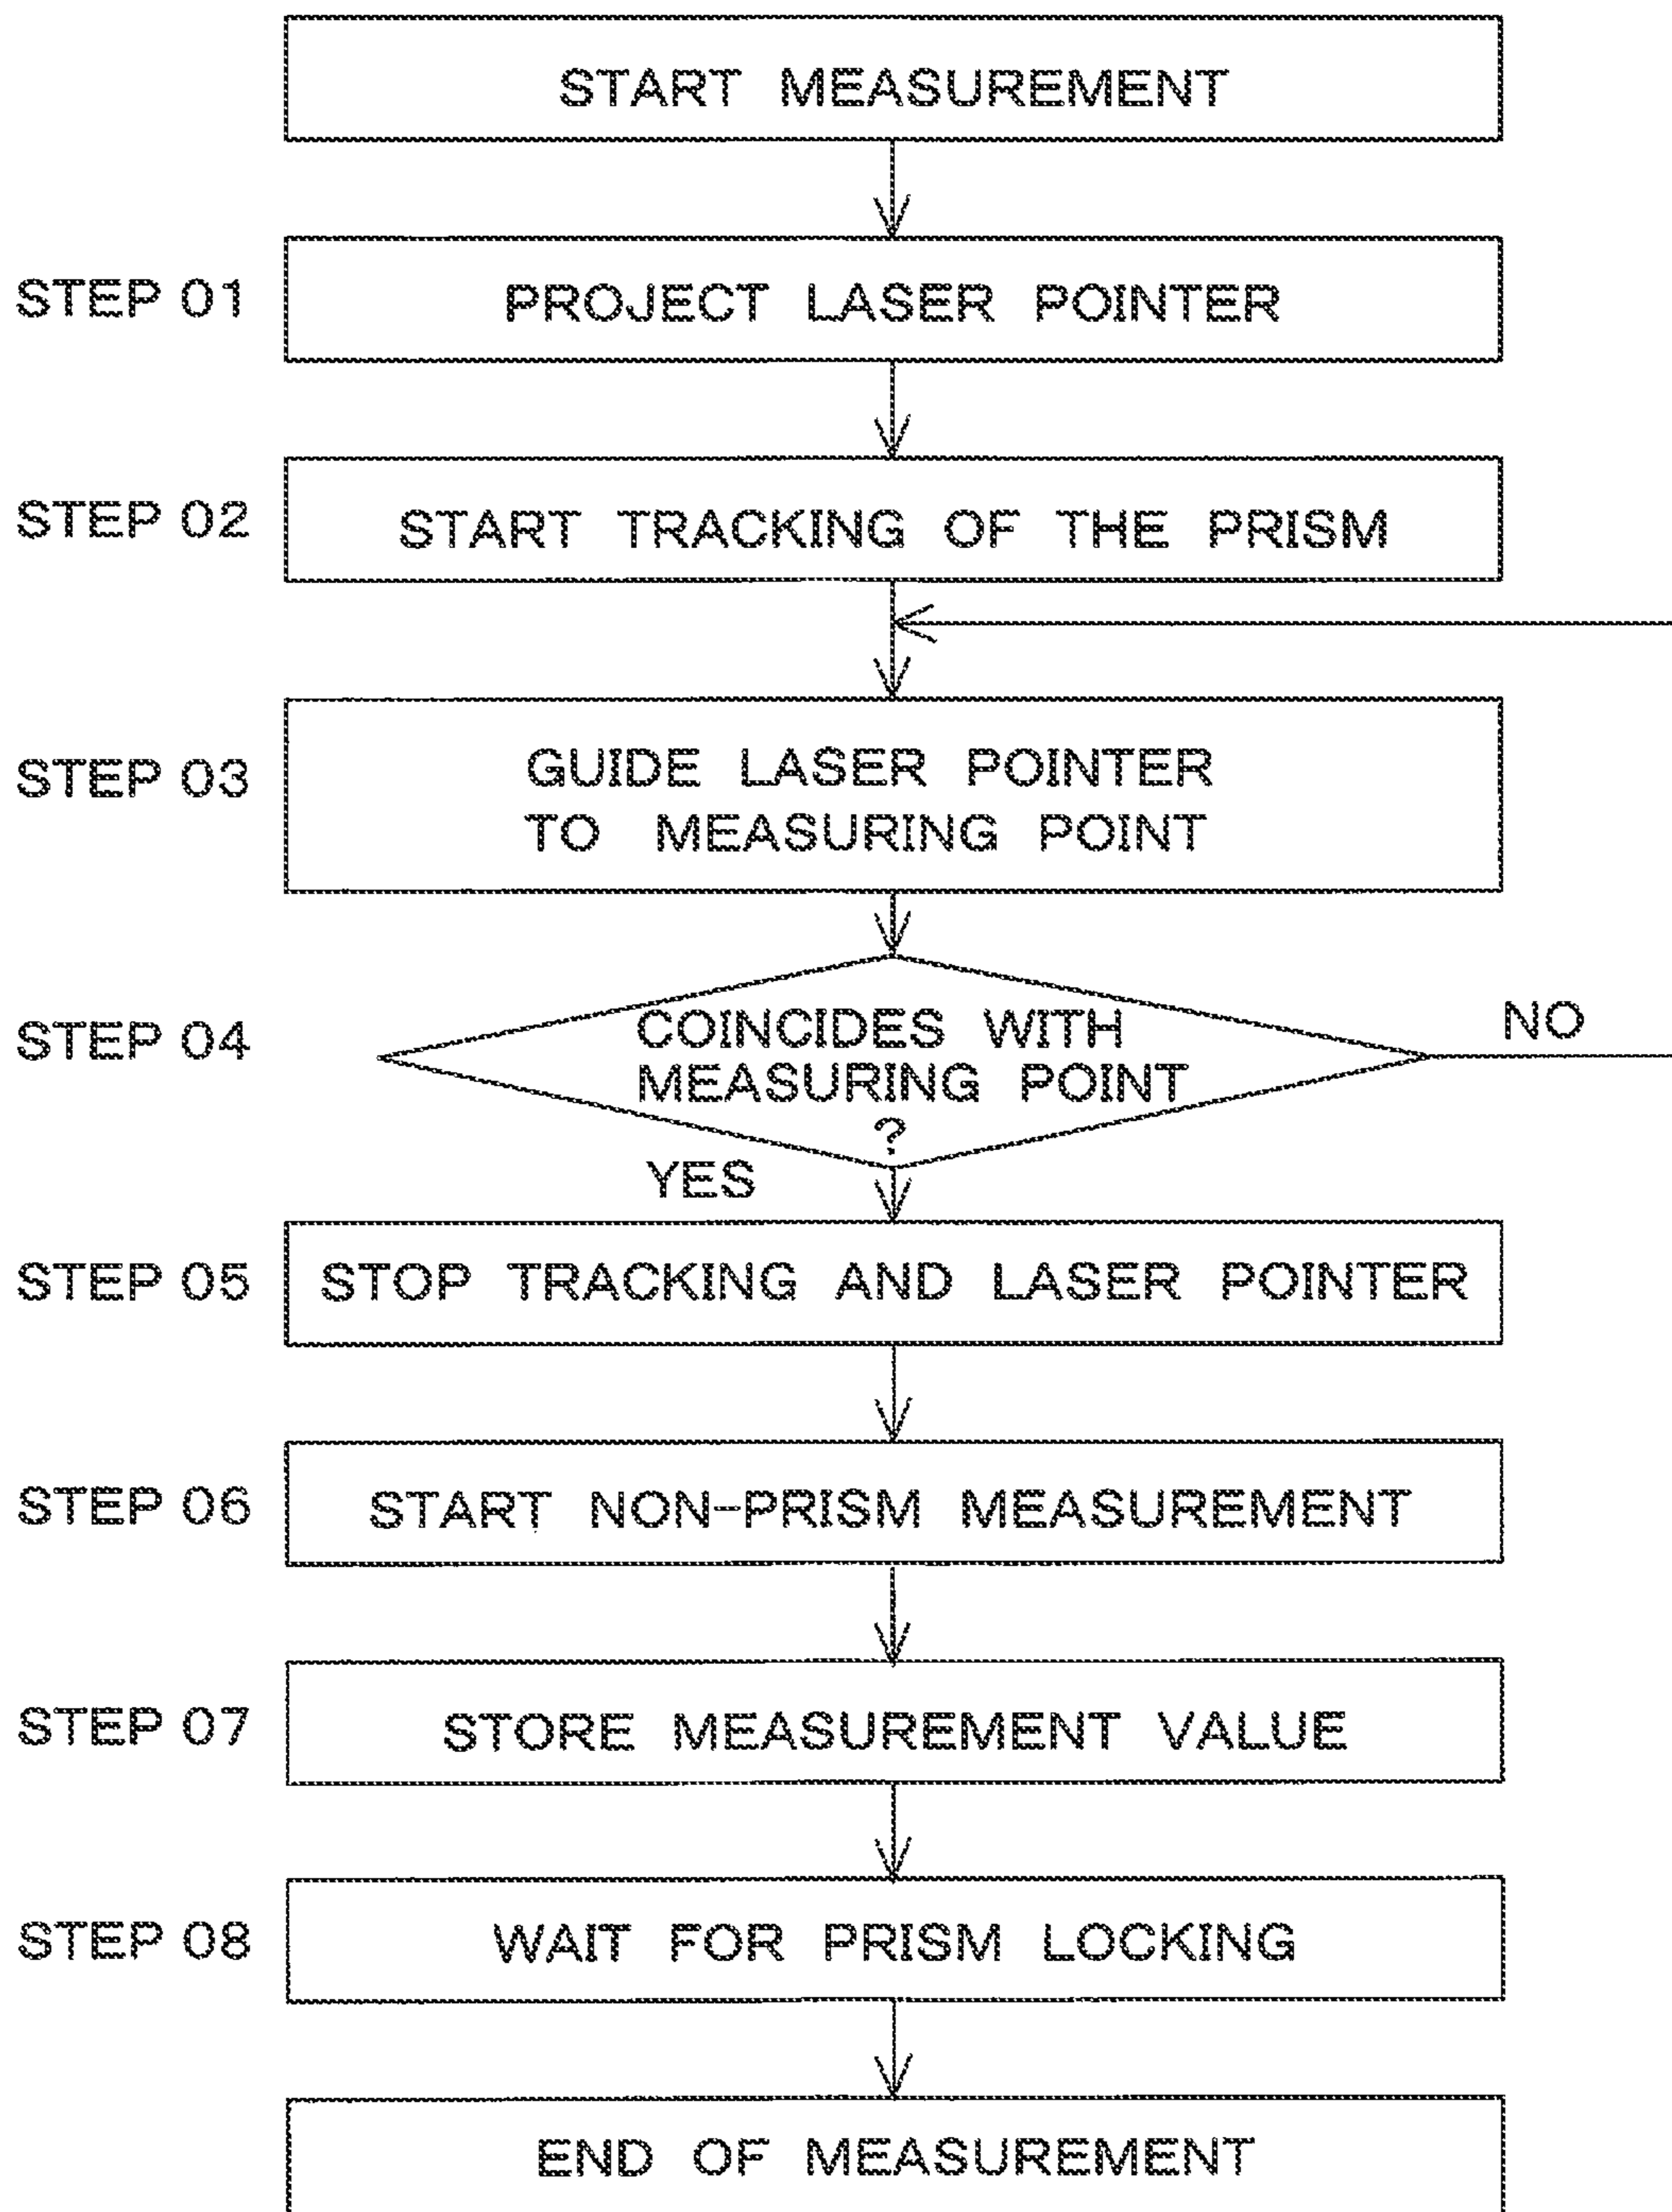 START MEASUREMENT
STEP 01
PROJECT LASER POINTER
STEP 02
START TRACKING OF THE PRISM
STEP 03
GUIDE LASER POINTER
TO MEASURING POINT
STEP 04
COINCIDES WITH
MEASURING POINT
?
NO
YES
STEP 05
STOP TRACKING AND LASER POINTER
STEP 06
START NON-PRISM MEASUREMENT
STEP 07
STORE MEASUREMENT VALUE
STEP 08
WAIT FOR PRISM LOCKING
END OF MEASUREMENT